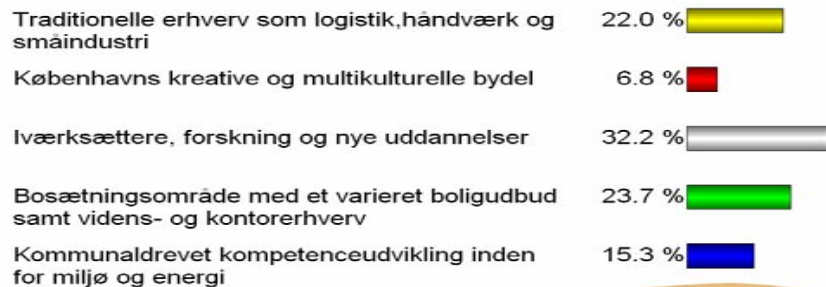 Traditionelle erhverv som logistik,håndværk og 22.0 %
småindustri
Københavns kreative og multikulturelle bydel 6.8 %
Iværksættere, forskning og nye uddannelser 32.2 %
Bosætningsområde med et varieret boligudbud 23.7 %
samt videns- og kontorerhverv
Kommunaldrevet kompetenceudvikling inden 15.3 %
for miljø og energi